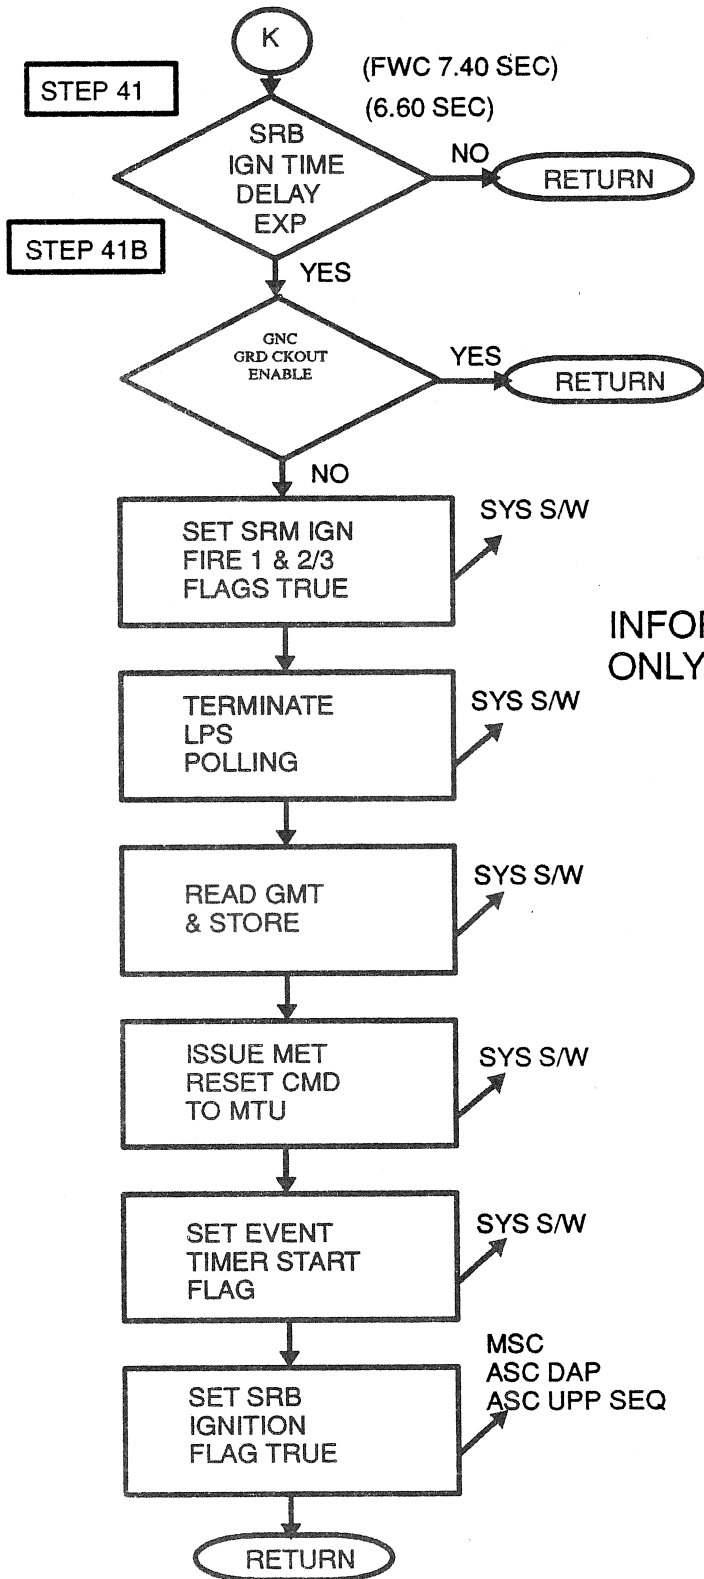 K
(FWC 7.40 SEC)
(6.60 SEC)
STEP 41
SRB
IGN TIME
DELAY
EXP
NO
RETURN
STEP 41B
YES
GNC
GRD CKOUT
ENABLE
YES
RETURN
NO
SET SRM IGN
FIRE 1 & 2/3
FLAGS TRUE
SYS S/W
ONLY
TERMINATE
LPS
POLLING
SYS S/W
READ GMT
& STORE
SYS S/W
ISSUE MET
RESET CMD
TO MTU
SYS S/W
SET EVENT
TIMER START
FLAG
SYS S/W
SET SRB
IGNITION
FLAG TRUE
MSC
ASC DAP
ASC UPP SEQ
RETURN